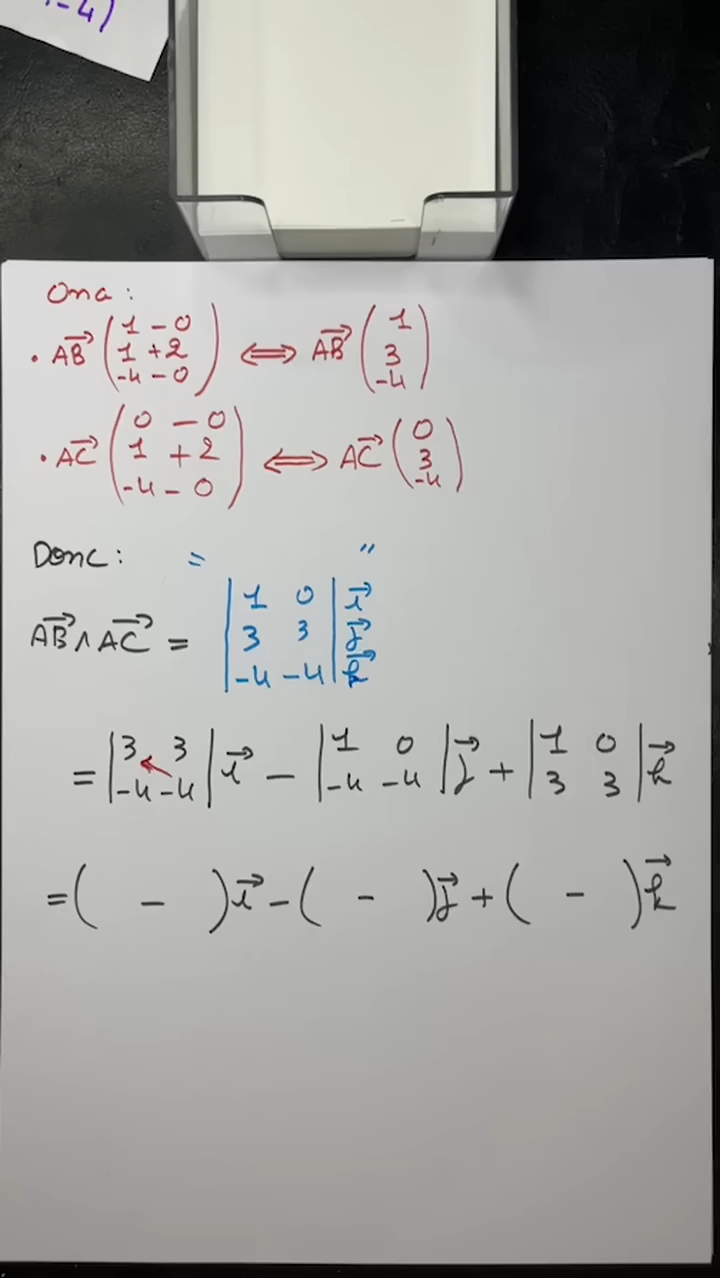 -4)
On a :
• AB→ (1 - 0 ; 1 + 2 ; -4 - 0) ⟺ AB→ (1 ; 3 ; -4)
• AC→ (0 - 0 ; 1 + 2 ; -4 - 0) ⟺ AC→ (0 ; 3 ; -4)
Donc : = "
AB→ ∧ AC→ = |1 0 ; 3 3 ; -4 -4| i→ j→ k→
= |3 3 ; -4 -4| i→ - |1 0 ; -4 -4| j→ + |1 0 ; 3 3| k→
= ( - ) i→ - ( - ) j→ + ( - ) k→